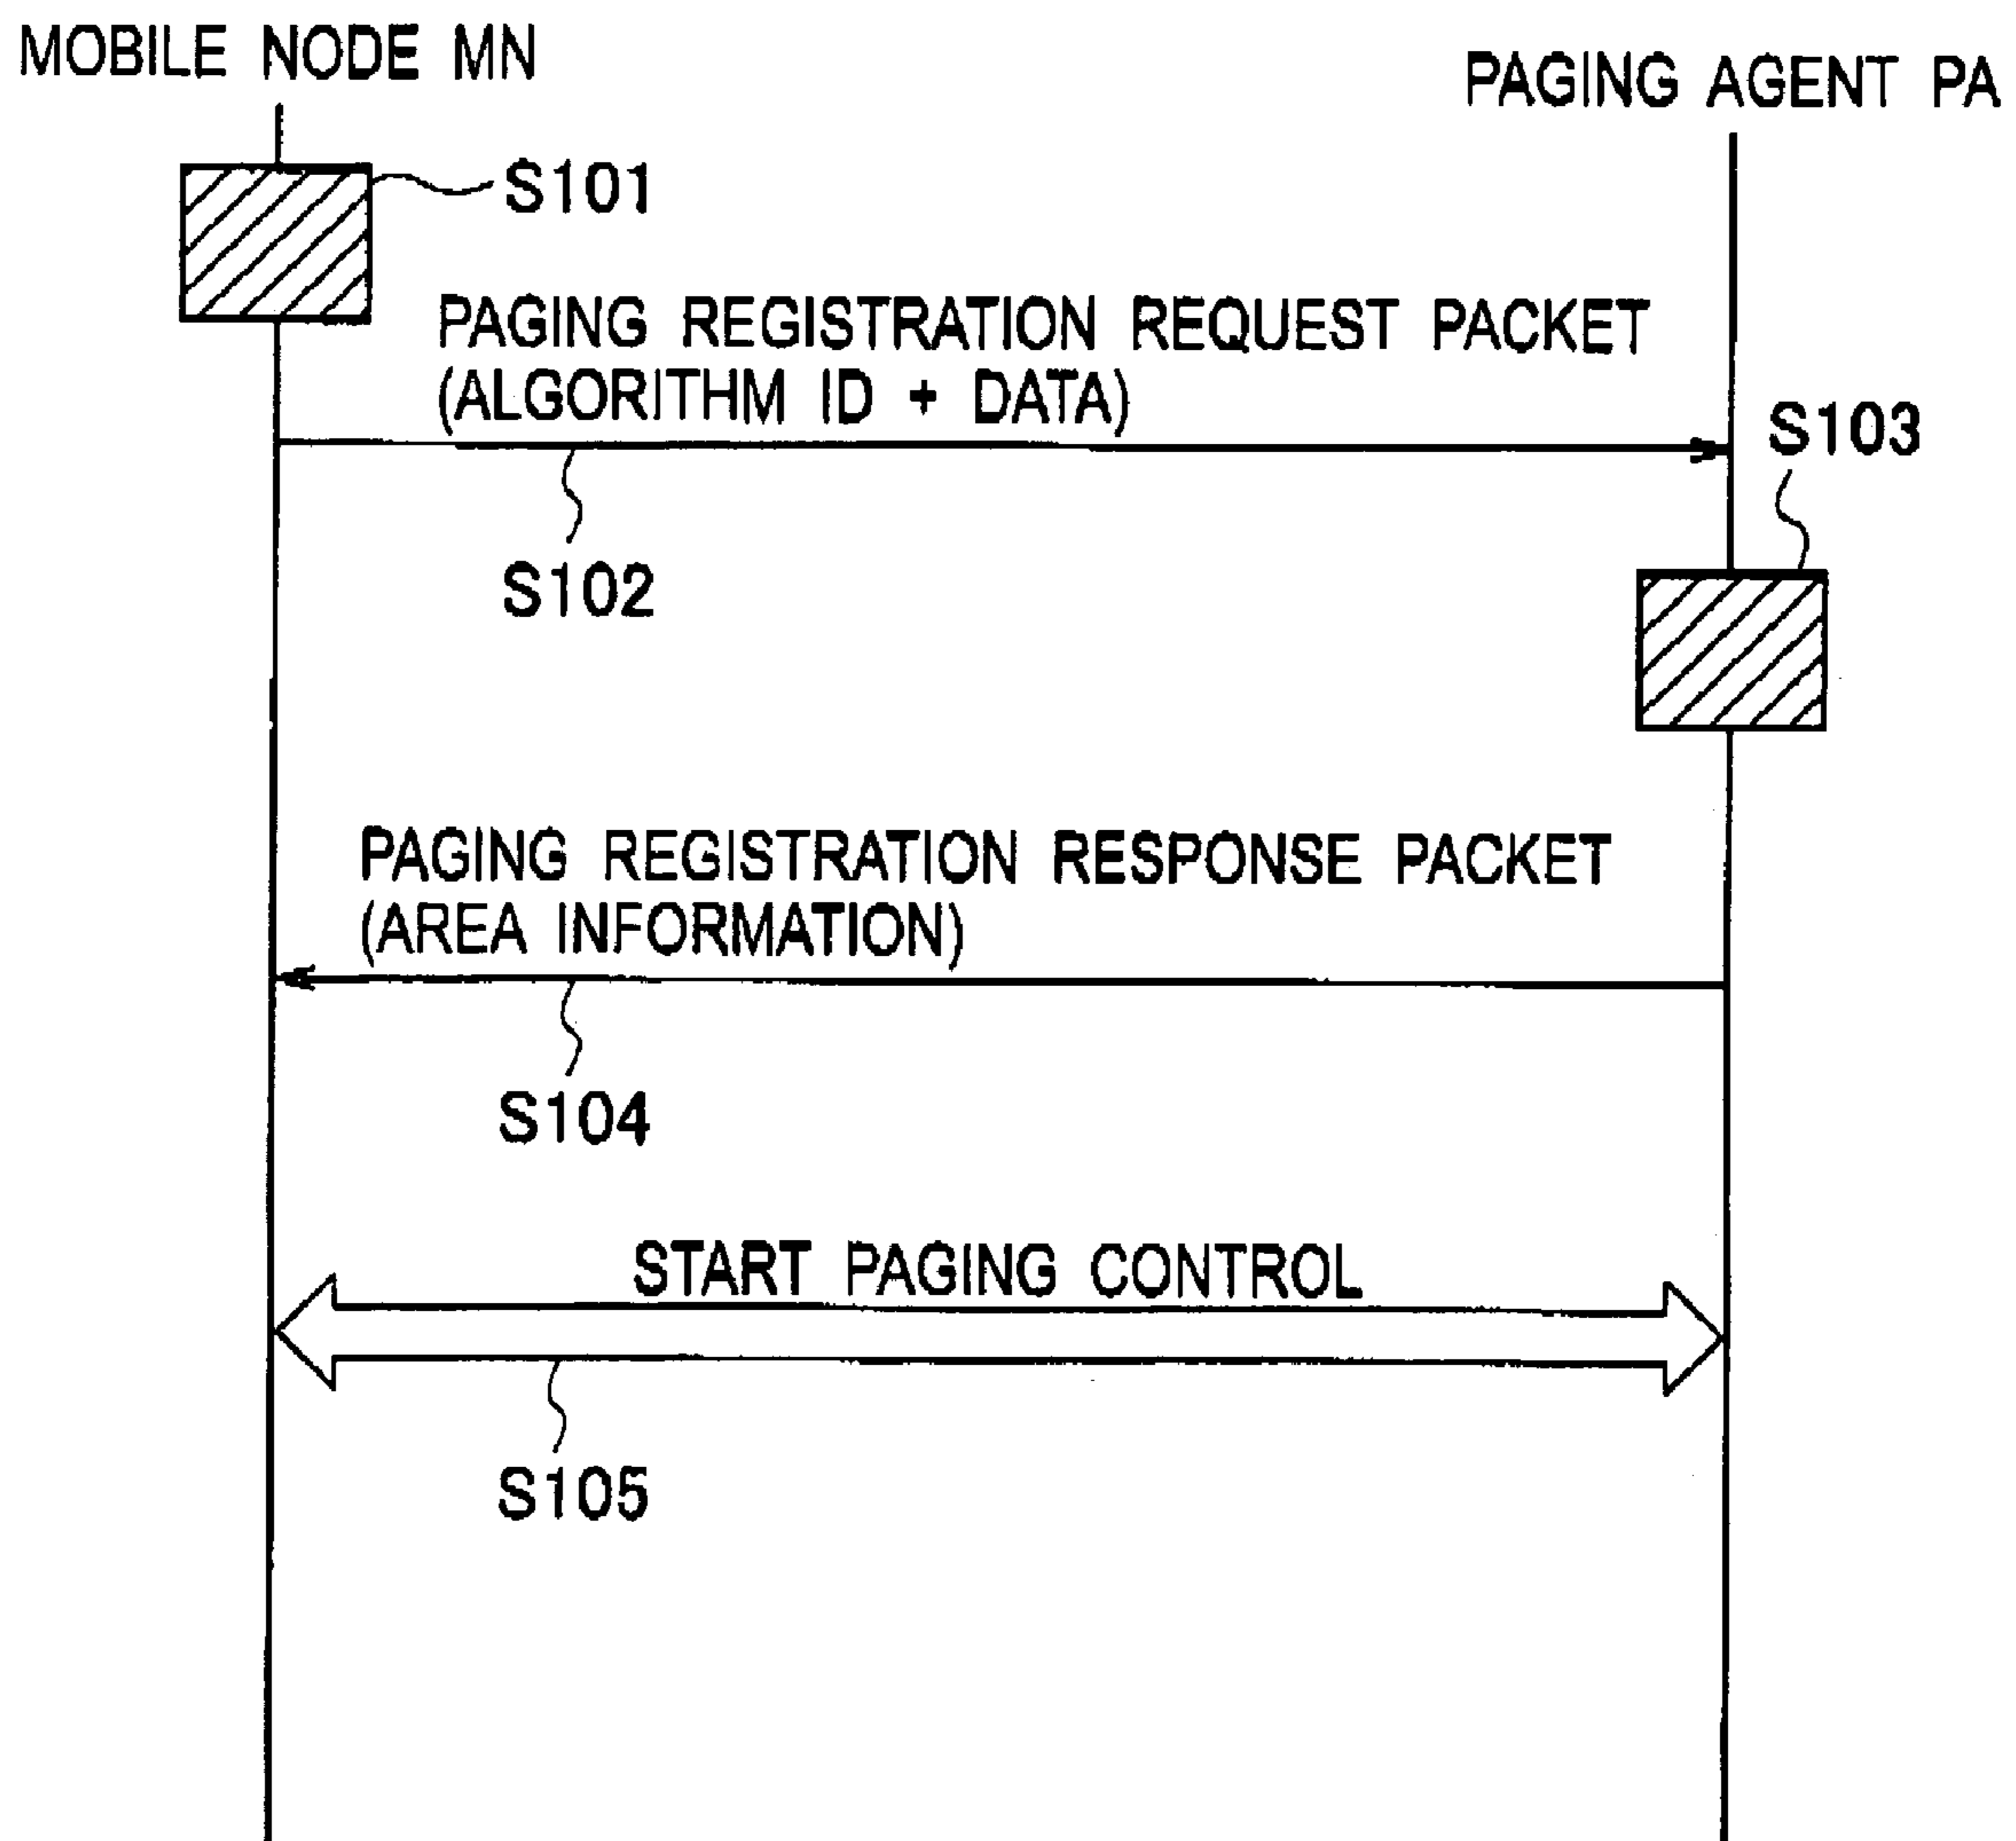 MOBILE NODE MN
PAGING AGENT PA
S101
PAGING REGISTRATION REQUEST PACKET
(ALGORITHM ID + DATA)
S103
S102
PAGING REGISTRATION RESPONSE PACKET
(AREA INFORMATION)
S104
START PAGING CONTROL
S105